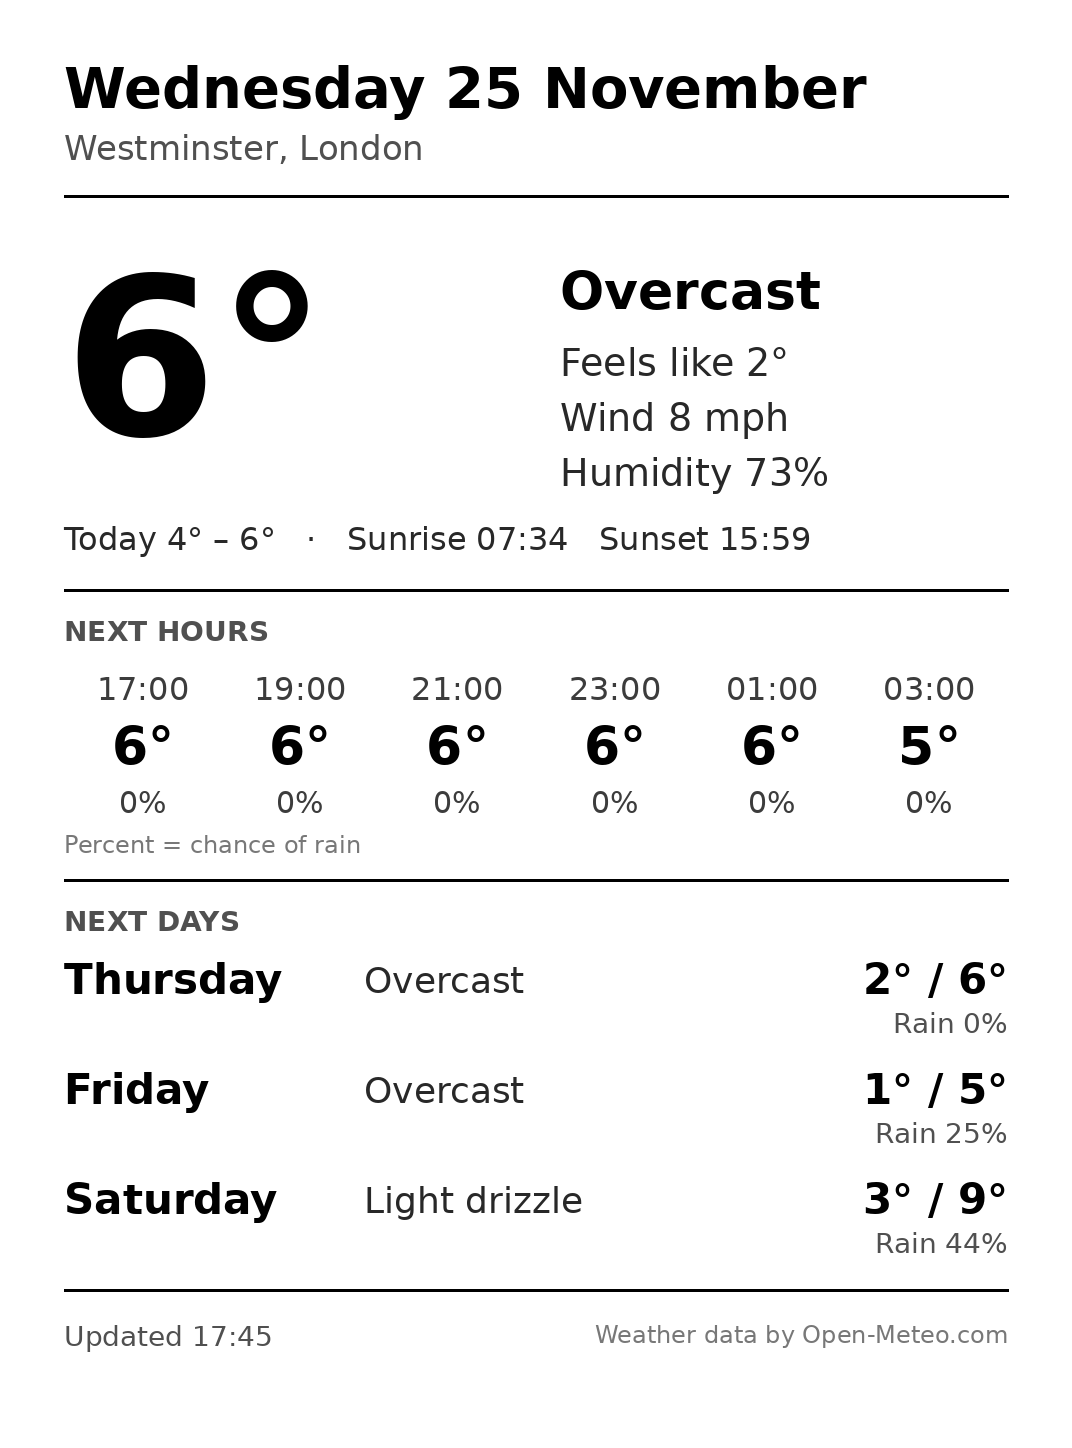 Wednesday 25 November
Westminster, London
6°
Overcast
Feels like 2°
Wind 8 mph
Humidity 73%
Today 4° – 6° · Sunrise 07:34 Sunset 15:59
NEXT HOURS
17:00 19:00 21:00 23:00 01:00 03:00
6° 6° 6° 6° 6° 5°
0% 0% 0% 0% 0% 0%
Percent = chance of rain
NEXT DAYS
Thursday Overcast 2° / 6°
Rain 0%
Friday Overcast 1° / 5°
Rain 25%
Saturday Light drizzle 3° / 9°
Rain 44%
Updated 17:45 Weather data by Open-Meteo.com